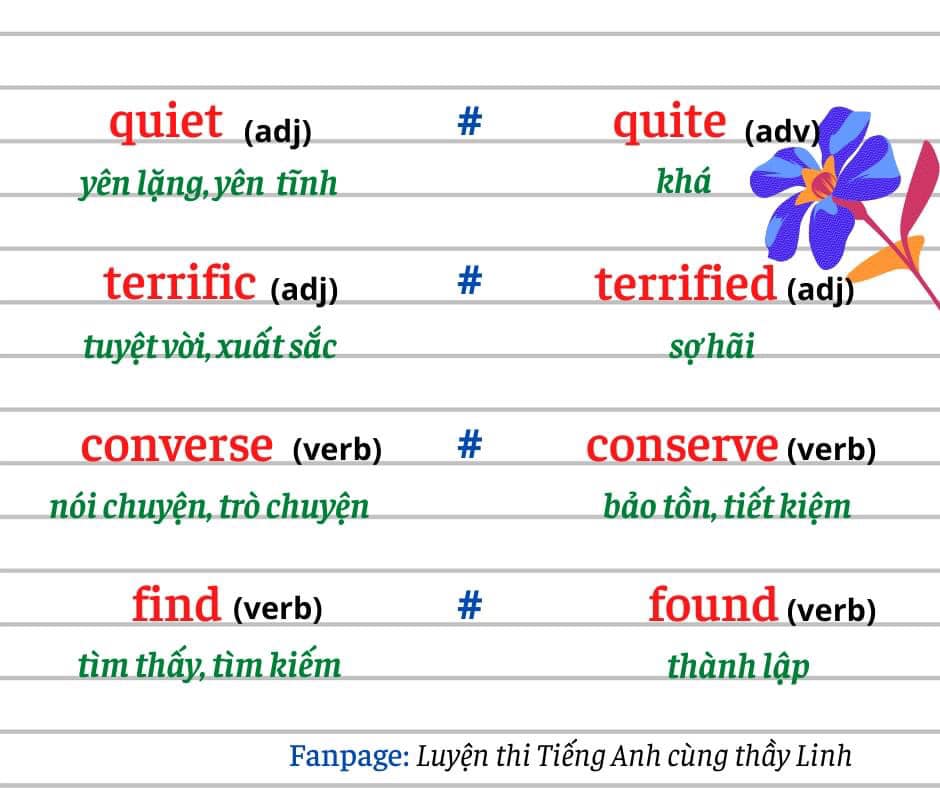 quiet (adj) # quite (adv)
yên lặng, yên tĩnh khá
terrific (adj) # terrified (adj)
tuyệt vời, xuất sắc sợ hãi
converse (verb) # conserve (verb)
nói chuyện, trò chuyện bảo tồn, tiết kiệm
find (verb) # found (verb)
tìm thấy, tìm kiếm thành lập
Fanpage: Luyện thi Tiếng Anh cùng thầy Linh